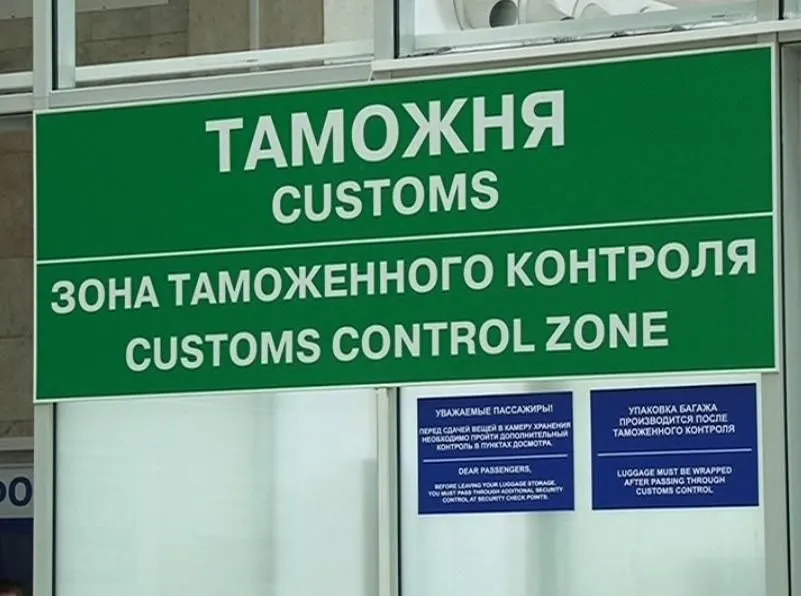 ТАМОЖНЯ
CUSTOMS
ЗОНА ТАМОЖЕННОГО КОНТРОЛЯ
CUSTOMS CONTROL ZONE
УВАЖАЕМЫЕ ПАССАЖИРЫ!
ПЕРЕД СДАЧЕЙ ВЕЩЕЙ В КАМЕРУ ХРАНЕНИЯ
НЕОБХОДИМО ПРОЙТИ ДОПОЛНИТЕЛЬНЫЙ
КОНТРОЛЬ В ПУНКТАХ ДОСМОТРА.
DEAR PASSENGERS,
BEFORE LEAVING YOUR LUGGAGE STORAGE,
YOU MUST PASS THROUGH ADDITIONAL SECURITY
CONTROL AT SECURITY CHECK POINTS.
УПАКОВКА БАГАЖА
ПРОИЗВОДИТСЯ ПОСЛЕ
ТАМОЖЕННОГО КОНТРОЛЯ
LUGGAGE MUST BE WRAPPED
AFTER PASSING THROUGH
CUSTOMS CONTROL